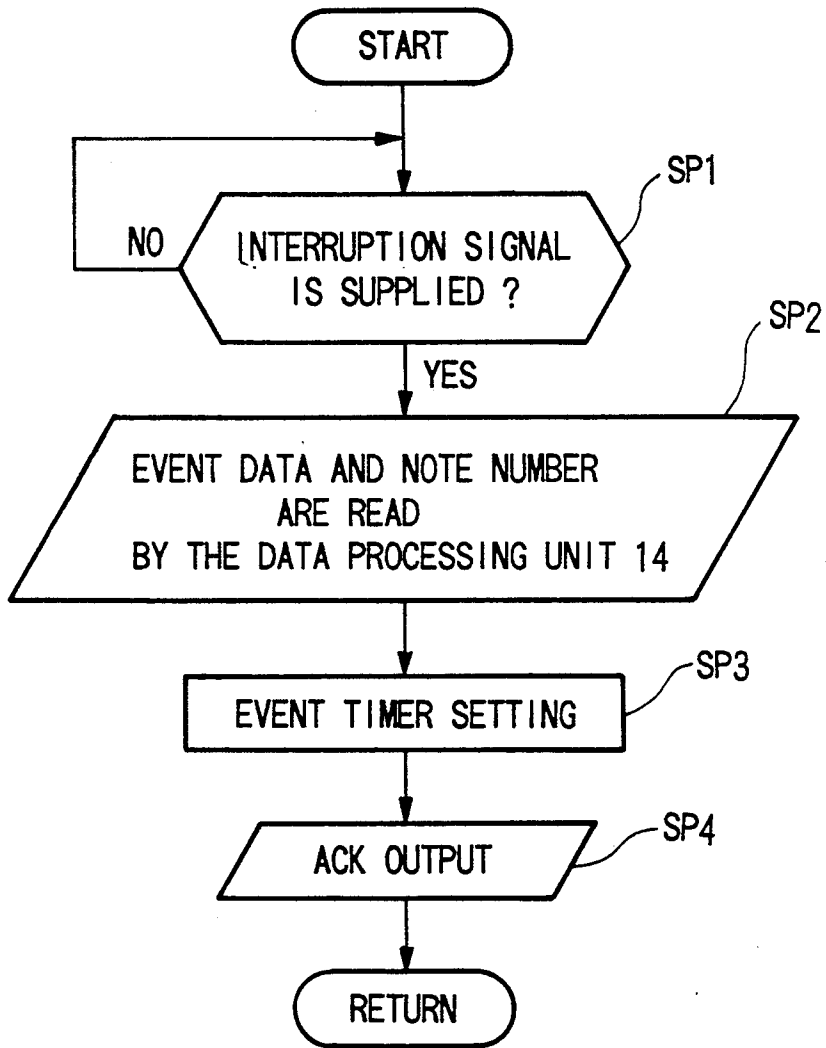 START
SP1
NO
INTERRUPTION SIGNAL
IS SUPPLIED ?
SP2
YES
EVENT DATA AND NOTE NUMBER
ARE READ
BY THE DATA PROCESSING UNIT 14
SP3
EVENT TIMER SETTING
SP4
ACK OUTPUT
RETURN